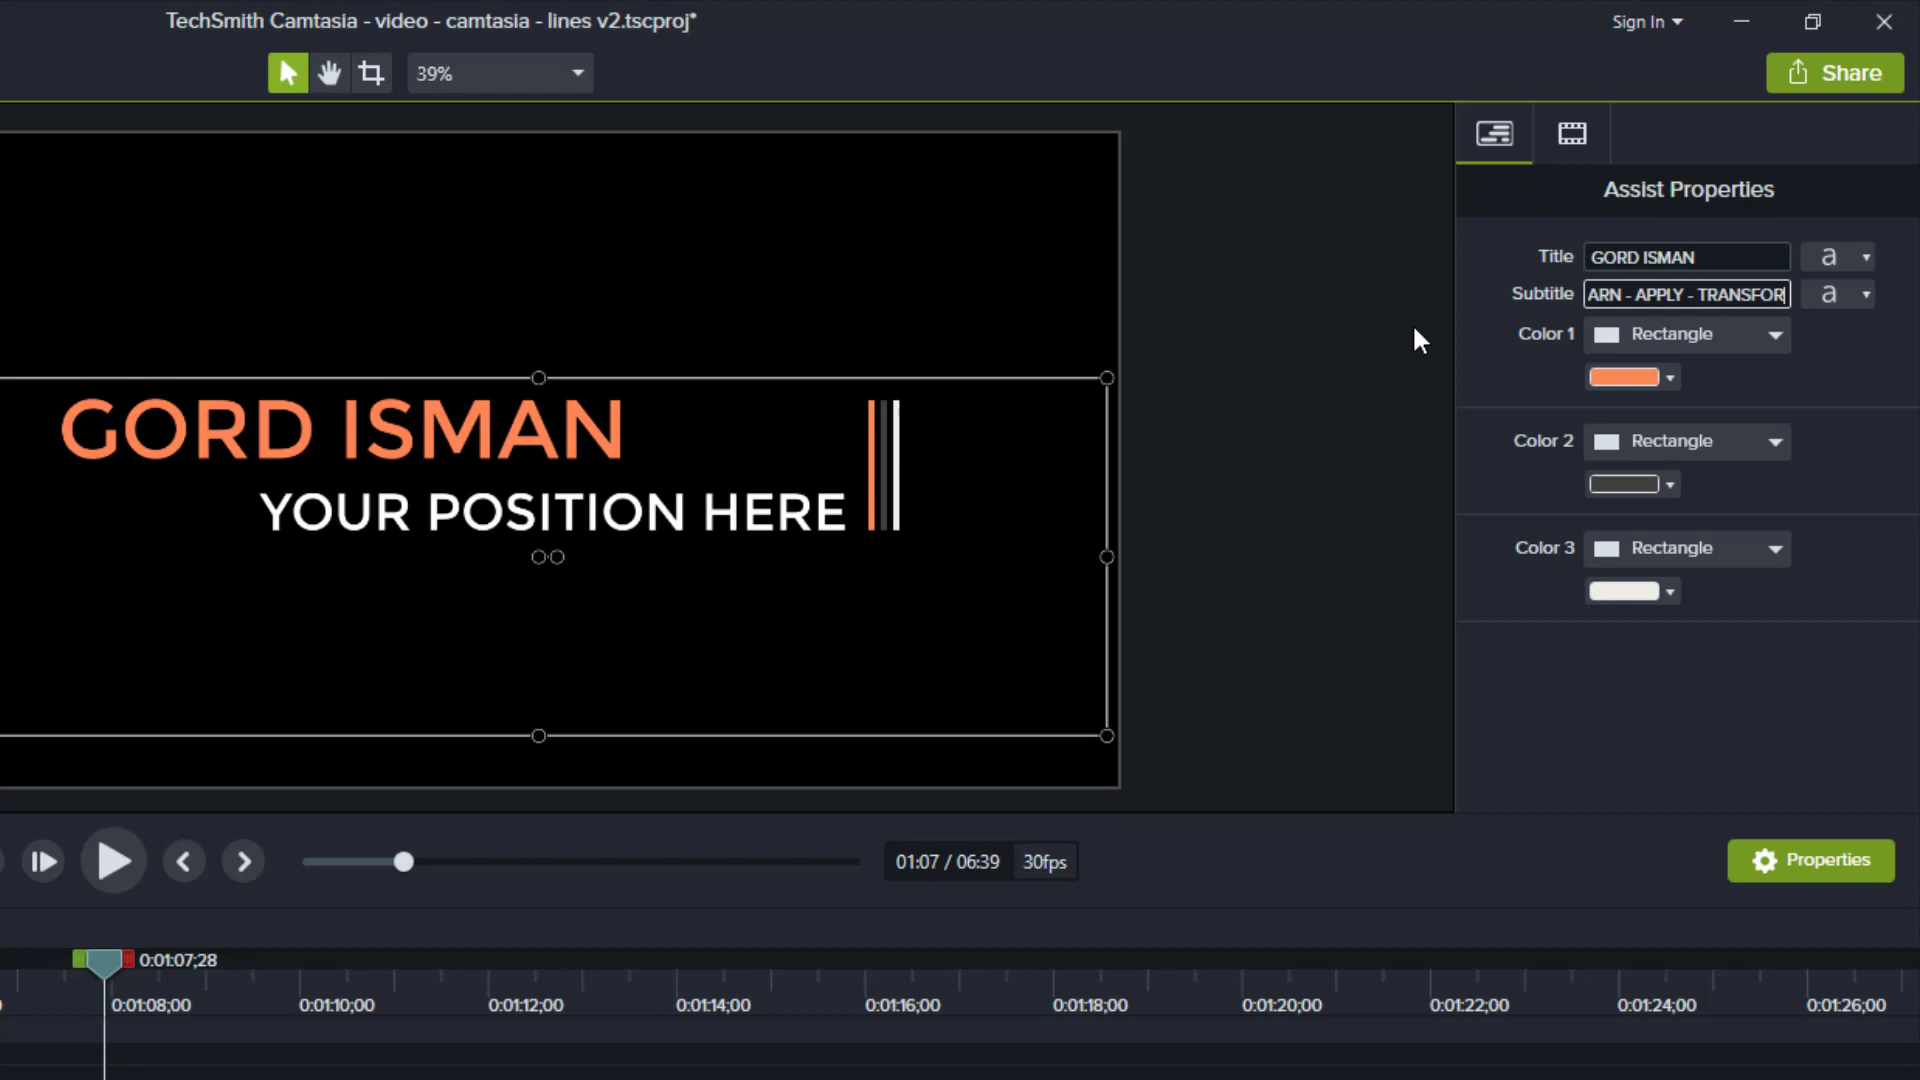 TechSmith Camtasia - video - camtasia - lines v2.tscproj*
Sign In
39%
Share
Assist Properties
Title GORD ISMAN a
Subtitle ARN - APPLY - TRANSFOR a
Color 1 Rectangle
Color 2 Rectangle
Color 3 Rectangle
GORD ISMAN
YOUR POSITION HERE
01:07 / 06:39 30fps
Properties
0:01:07;28
0:01:08;00 0:01:10;00 0:01:12;00 0:01:14;00 0:01:16;00 0:01:18;00 0:01:20;00 0:01:22;00 0:01:24;00 0:01:26;00